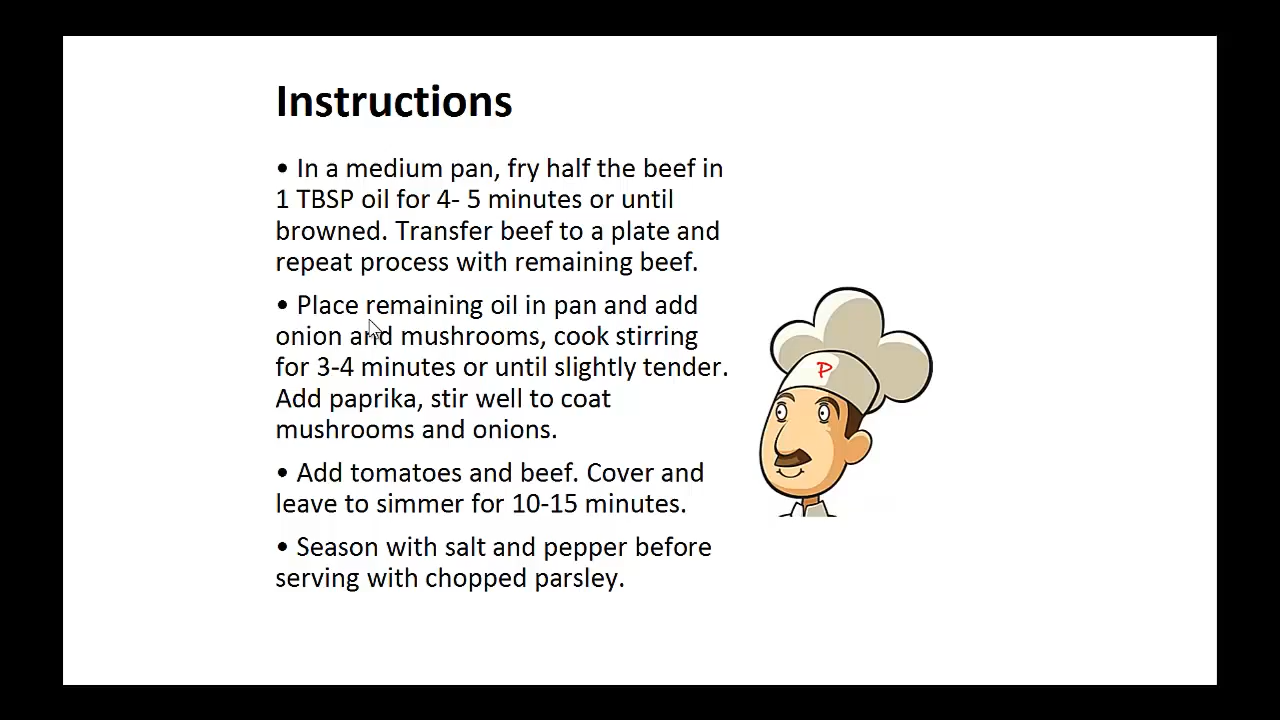 Instructions
• In a medium pan, fry half the beef in
1 TBSP oil for 4- 5 minutes or until
browned. Transfer beef to a plate and
repeat process with remaining beef.
• Place remaining oil in pan and add
onion and mushrooms, cook stirring
for 3-4 minutes or until slightly tender.
Add paprika, stir well to coat
mushrooms and onions.
• Add tomatoes and beef. Cover and
leave to simmer for 10-15 minutes.
• Season with salt and pepper before
serving with chopped parsley.
P